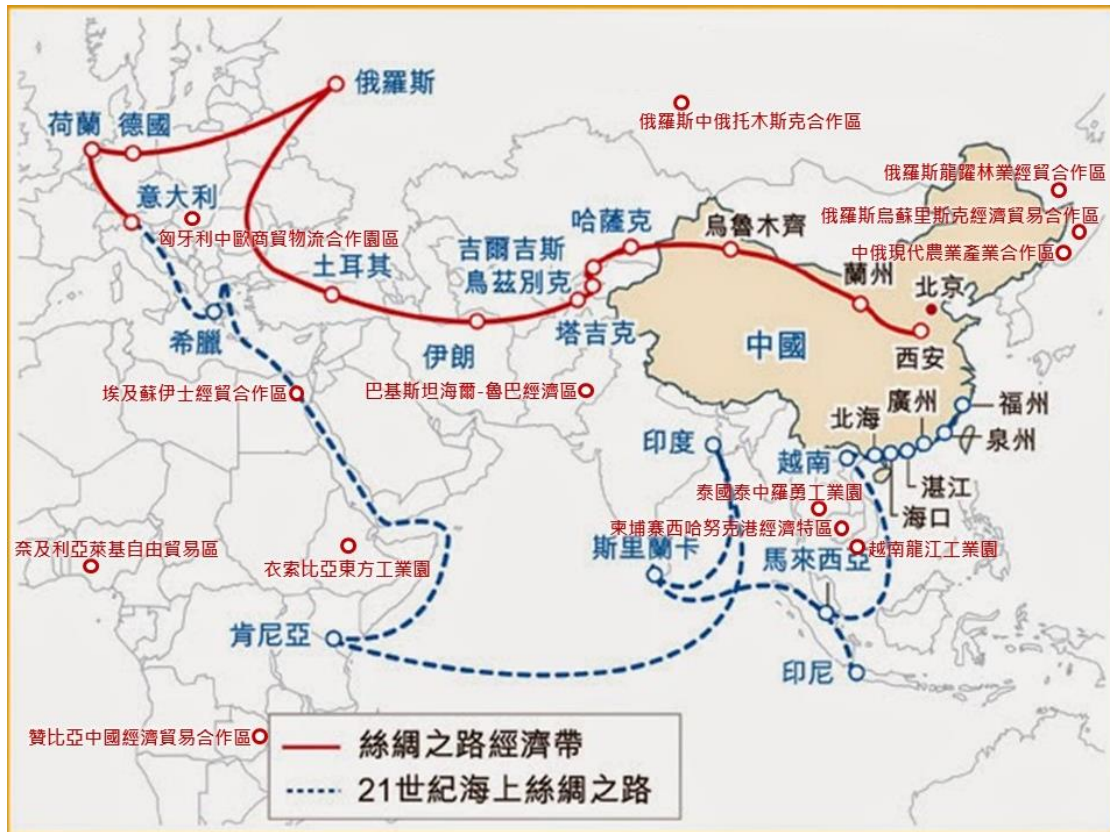 俄羅斯
俄羅斯中俄托木斯克合作區
荷蘭
德國
俄羅斯龍躍林業經貿合作區
意大利
俄羅斯烏蘇里斯克經濟貿易合作區
匈牙利中歐商貿物流合作園區
哈薩克
烏魯木齊
中俄現代農業產業合作區
吉爾吉斯
土耳其
烏茲別克
蘭州
北京
希臘
伊朗
塔吉克
中國
西安
埃及蘇伊士經貿合作區
巴基斯坦海爾-魯巴經濟區
廣州
福州
北海
印度
越南
泉州
湛江
泰國泰中羅勇工業園
海口
柬埔寨西哈努克港經濟特區
奈及利亞萊基自由貿易區
衣索比亞東方工業園
斯里蘭卡
馬來西亞
越南龍江工業園
肯尼亞
印尼
贊比亞中國經濟貿易合作區
絲綢之路經濟帶
21世紀海上絲綢之路